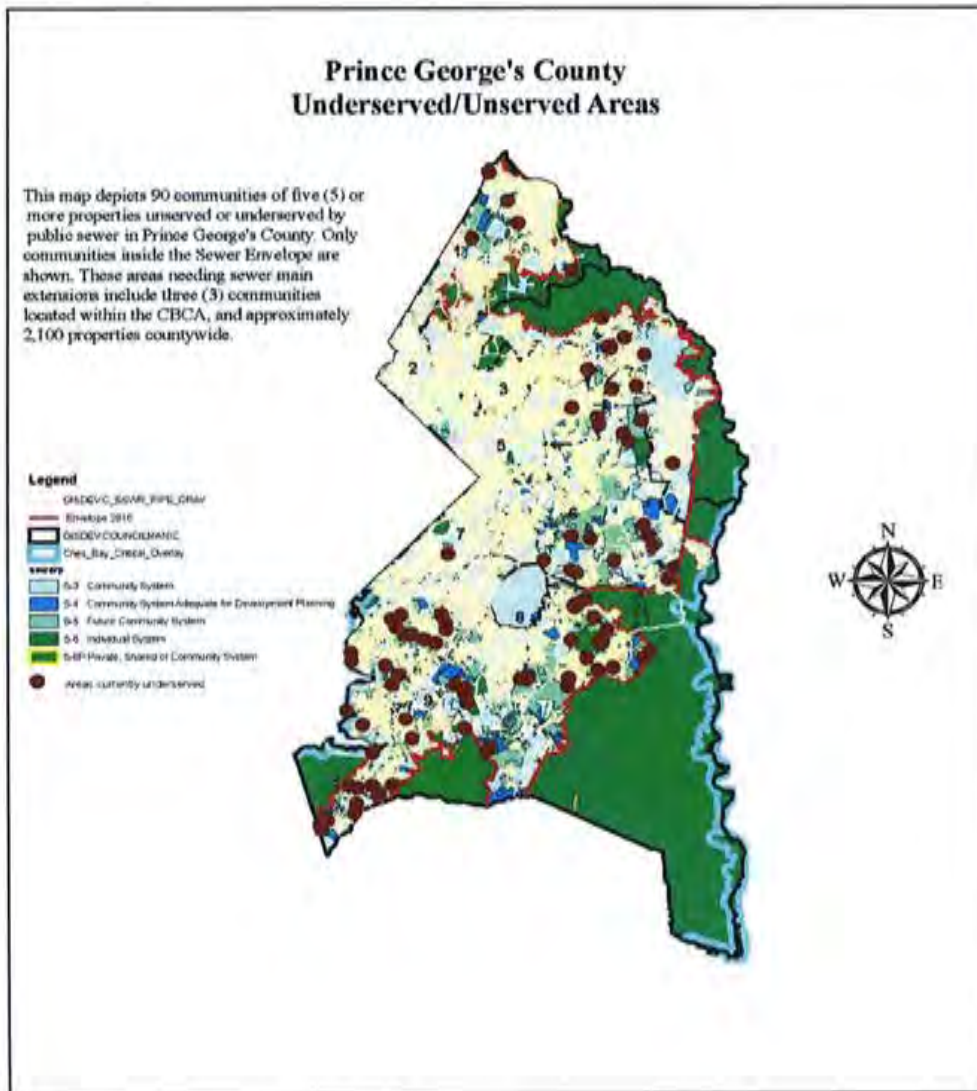 Prince George's County
Underserved/Unserved Areas
This map depicts 90 communities of five (5) or
more properties unserved or underserved by
public sewer in Prince George's County. Only
communities inside the Sewer Envelope are
shown. These areas needing sewer main
extensions include three (3) communities
located within the CBCA, and approximately
2,100 properties countywide.
2
3
5
6
7
8
9
Legend
Envelope
GISDEV.COUNCILMANIC
Ches_Bay_Critical_Overlay
S-3 Community System
S-4 Community System Adequate for Development Planning
S-5 Future Community System
S-6 Individual System
Private, Shared or Community System
Areas currently underserved
N
W
E
S